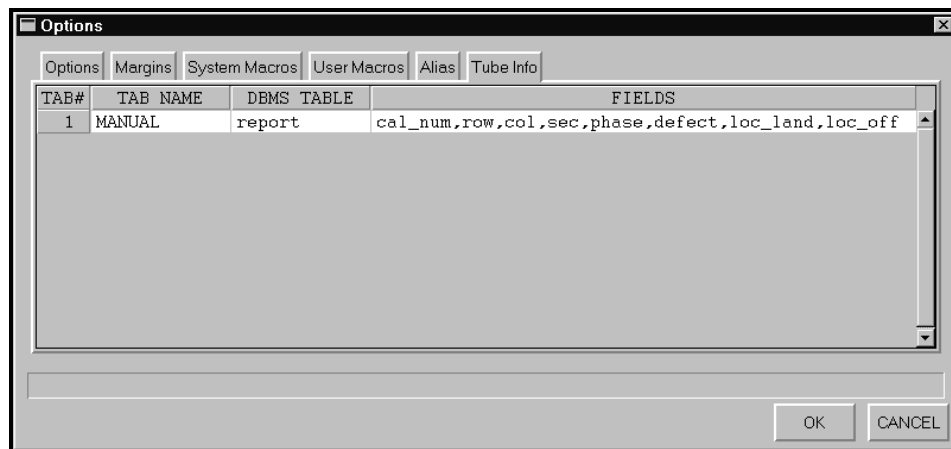 Options
Options Margins System Macros User Macros Alias Tube Info
TAB# TAB NAME DBMS TABLE FIELDS
1 MANUAL report cal_num,row,col,sec,phase,defect,loc_land,loc_off
OK CANCEL